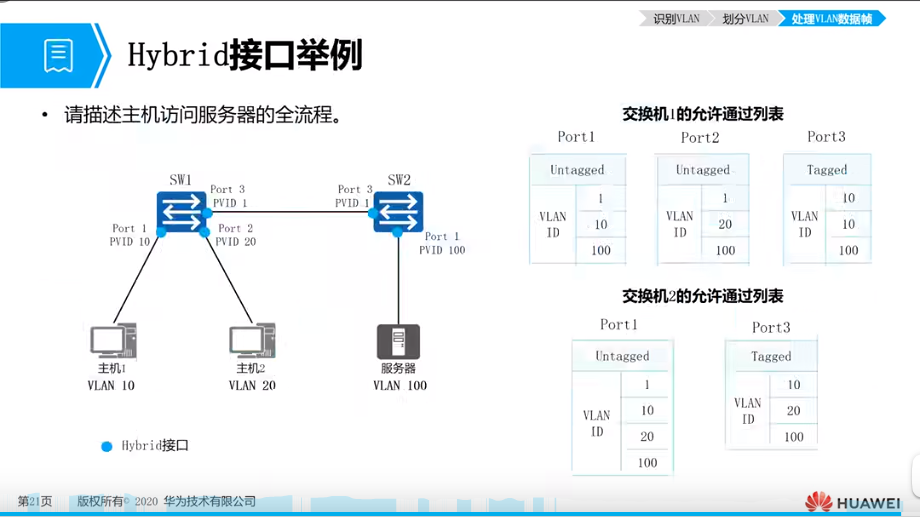 识别VLAN 划分VLAN 处理VLAN数据帧
Hybrid接口举例
• 请描述主机访问服务器的全流程。
SW1
SW2
Port 3
PVID 1
Port 3
PVID 1
Port 1
PVID 10
Port 2
PVID 20
Port 1
PVID 100
主机1
VLAN 10
主机2
VLAN 20
服务器
VLAN 100
Hybrid接口
交换机1的允许通过列表
Port1
Untagged
VLAN ID
1
10
100
Port2
Untagged
VLAN ID
1
20
100
Port3
Tagged
VLAN ID
10
10
100
交换机2的允许通过列表
Port1
Untagged
VLAN ID
1
10
20
100
Port3
Tagged
VLAN ID
10
20
100
第21页 版权所有© 2020 华为技术有限公司
HUAWEI